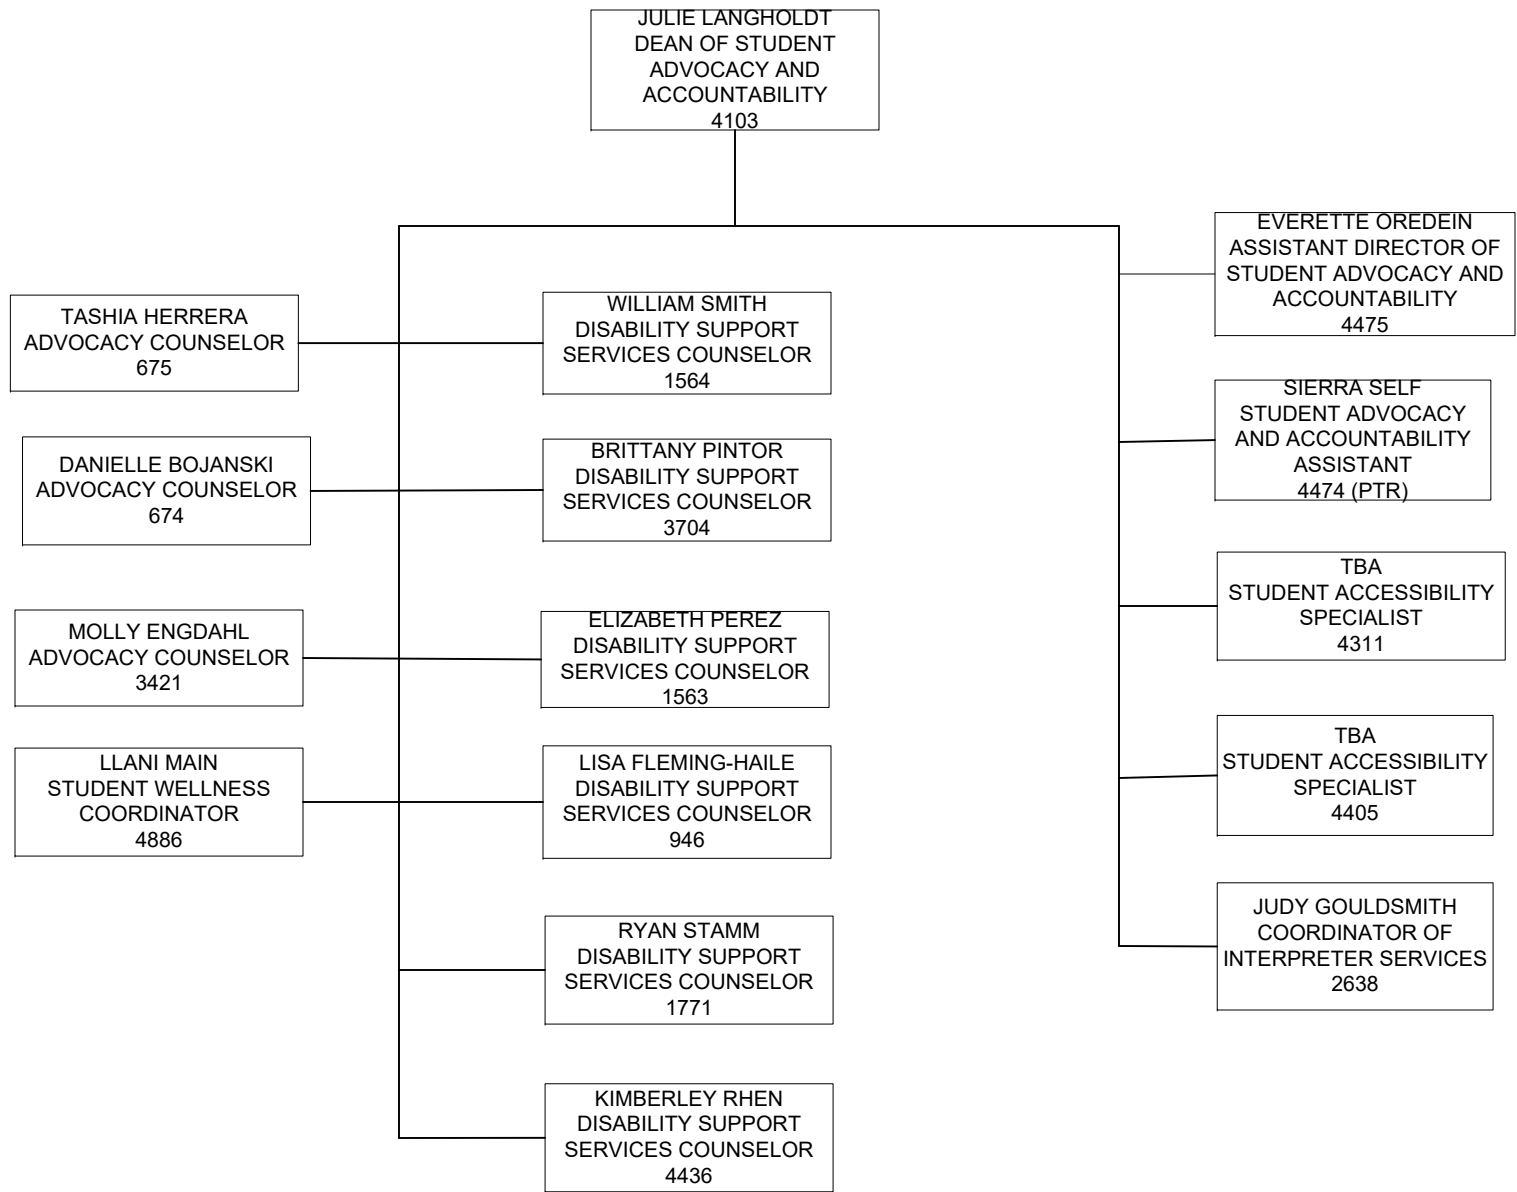 JULIE LANGHOLDT
DEAN OF STUDENT
ADVOCACY AND
ACCOUNTABILITY
4103
TASHIA HERRERA
ADVOCACY COUNSELOR
675
DANIELLE BOJANSKI
ADVOCACY COUNSELOR
674
MOLLY ENGDAHL
ADVOCACY COUNSELOR
3421
LLANI MAIN
STUDENT WELLNESS
COORDINATOR
4886
WILLIAM SMITH
DISABILITY SUPPORT
SERVICES COUNSELOR
1564
BRITTANY PINTOR
DISABILITY SUPPORT
SERVICES COUNSELOR
3704
ELIZABETH PEREZ
DISABILITY SUPPORT
SERVICES COUNSELOR
1563
LISA FLEMING-HAILE
DISABILITY SUPPORT
SERVICES COUNSELOR
946
RYAN STAMM
DISABILITY SUPPORT
SERVICES COUNSELOR
1771
KIMBERLEY RHEN
DISABILITY SUPPORT
SERVICES COUNSELOR
4436
EVERETTE OREDEIN
ASSISTANT DIRECTOR OF
STUDENT ADVOCACY AND
ACCOUNTABILITY
4475
SIERRA SELF
STUDENT ADVOCACY
AND ACCOUNTABILITY
ASSISTANT
4474 (PTR)
TBA
STUDENT ACCESSIBILITY
SPECIALIST
4311
TBA
STUDENT ACCESSIBILITY
SPECIALIST
4405
JUDY GOULDSMITH
COORDINATOR OF
INTERPRETER SERVICES
2638